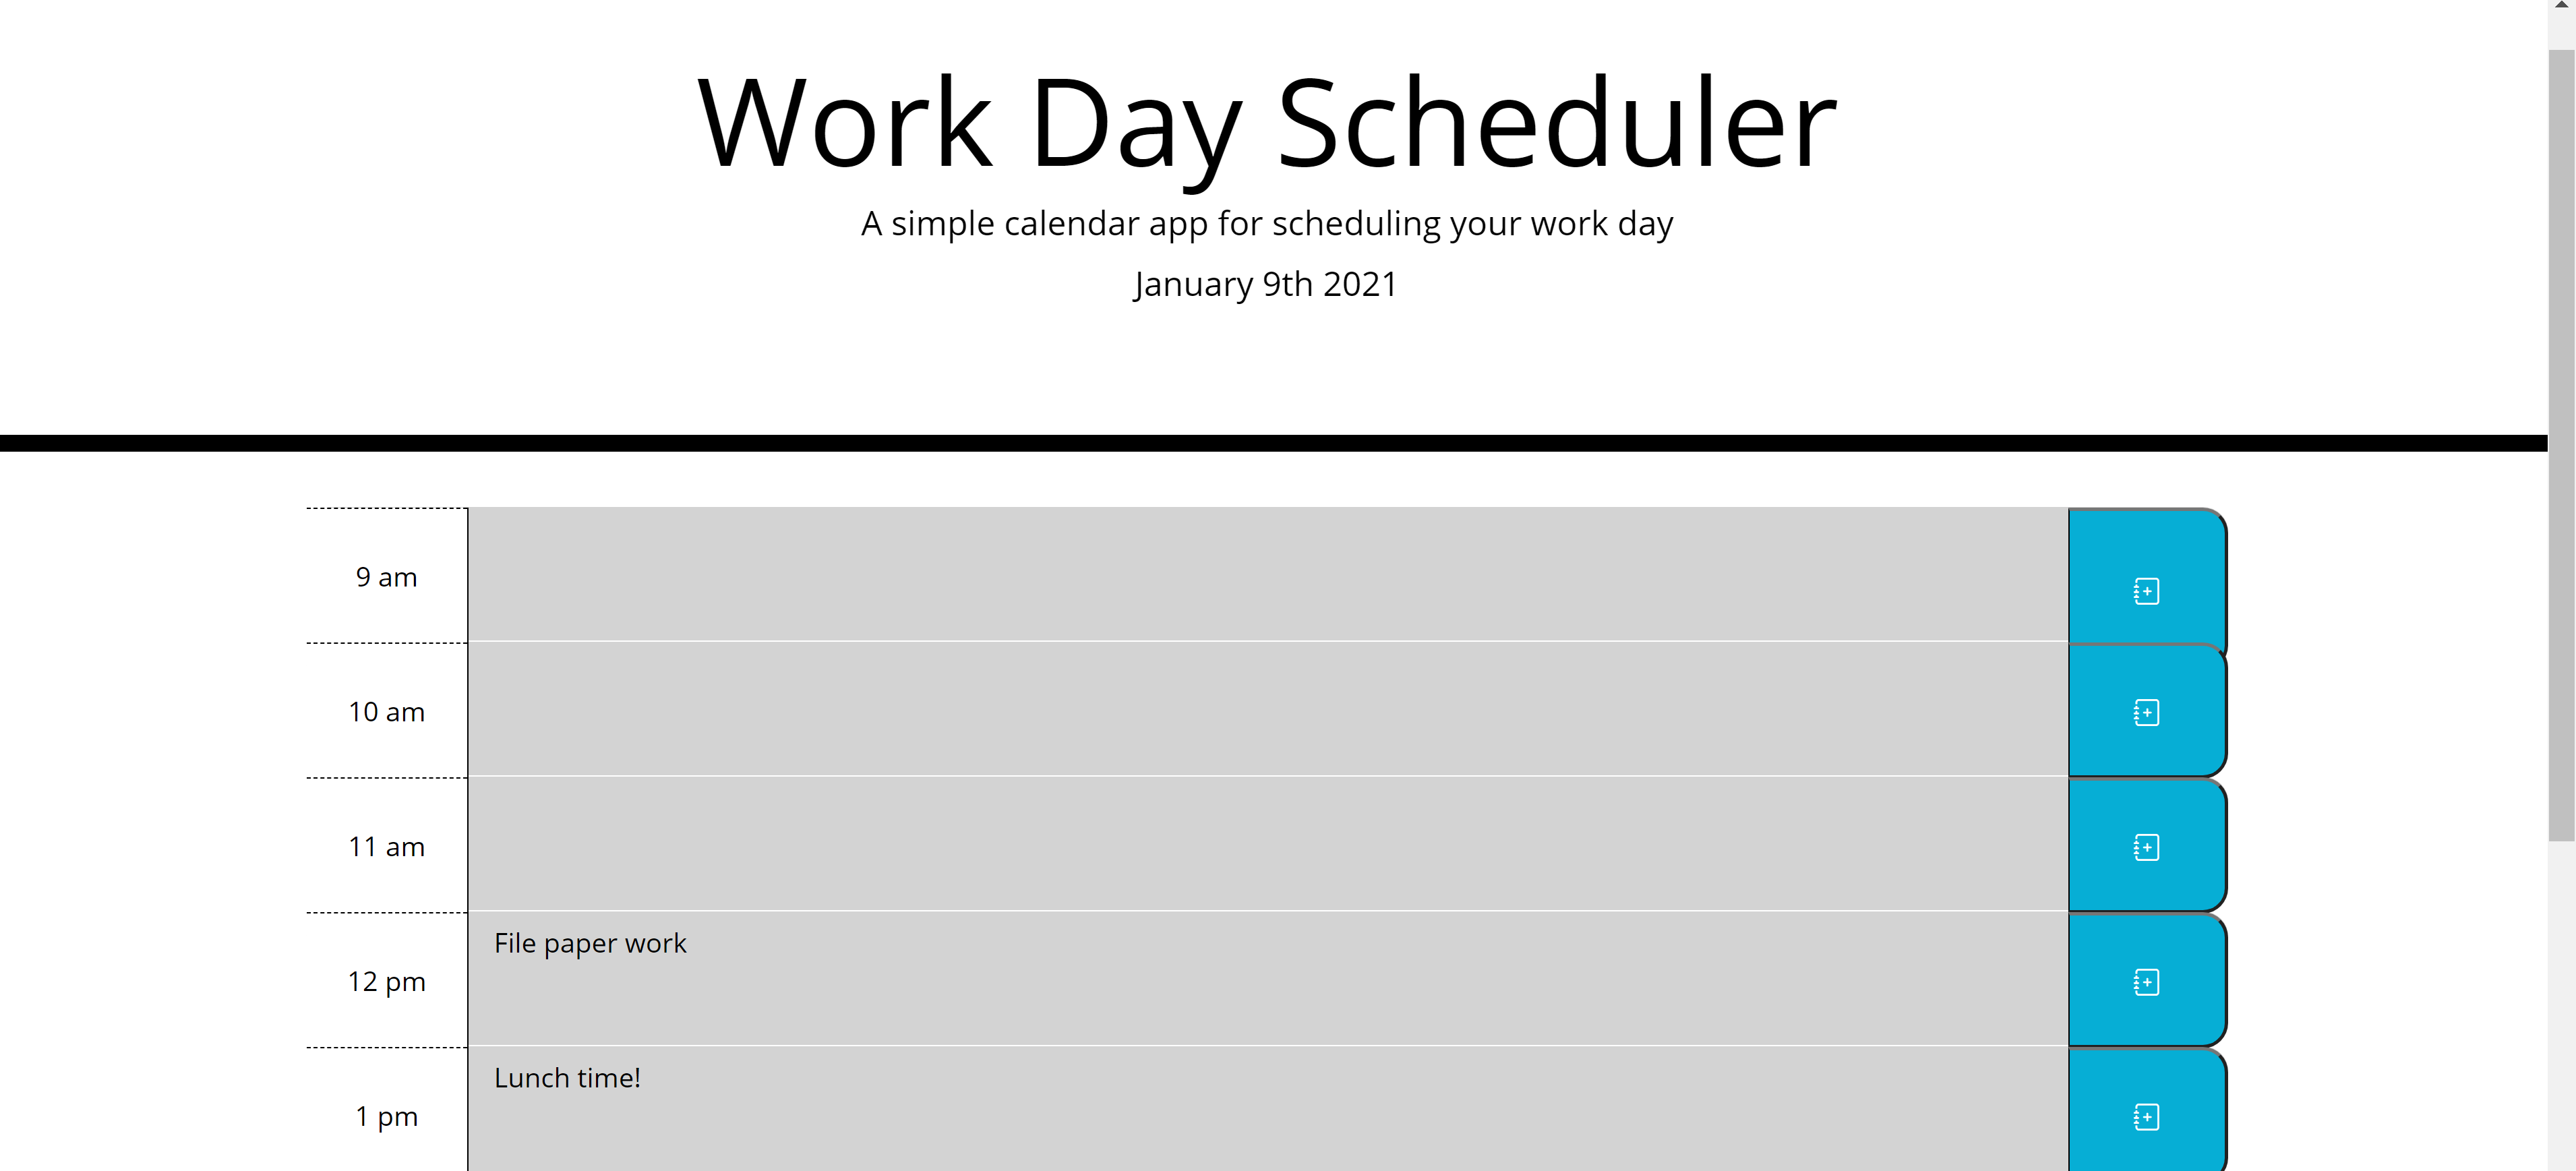 Work Day Scheduler
A simple calendar app for scheduling your work day
January 9th 2021
9 am
10 am
11 am
12 pm
File paper work
1 pm
Lunch time!